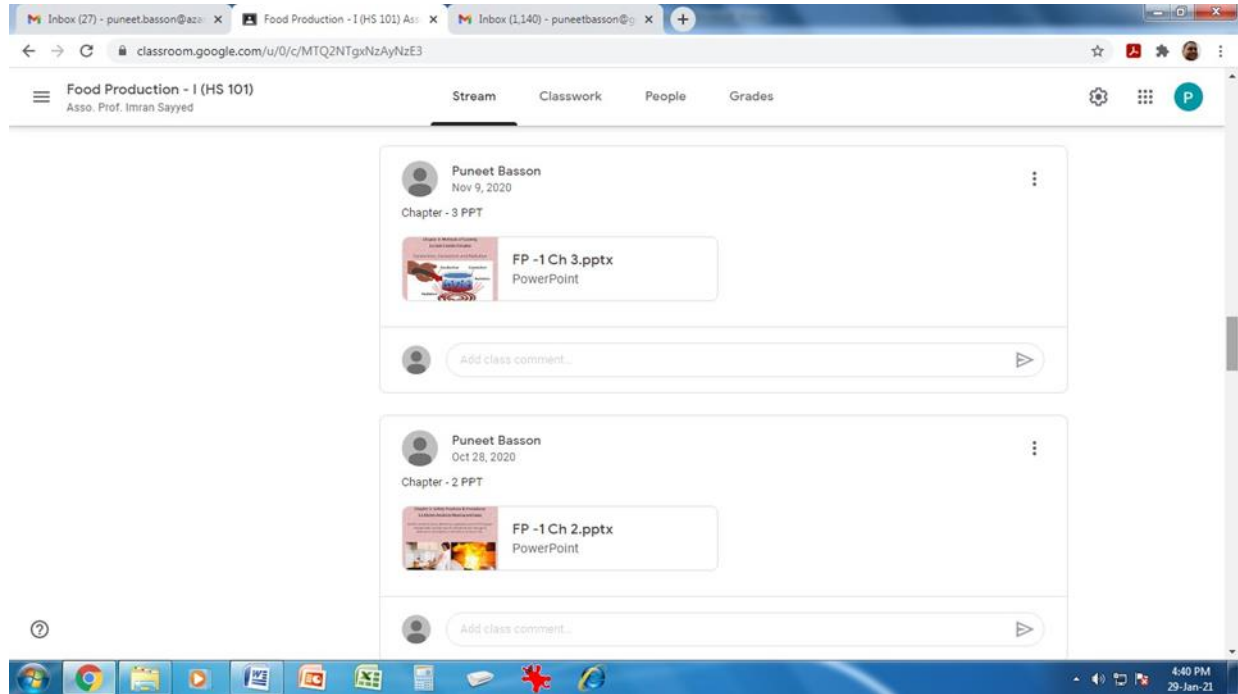 Inbox (27) - puneet.basson@aza
Food Production - I (HS 101) Ass
Inbox (1,140) - puneetbasson@g
classroom.google.com/u/0/c/MTQ2NTgxNzAyNzE3
Food Production - I (HS 101)
Asso. Prof. Imran Sayyed
Stream Classwork People Grades
P
Puneet Basson
Nov 9, 2020
Chapter - 3 PPT
FP -1 Ch 3.pptx
PowerPoint
Add class comment...
Puneet Basson
Oct 28, 2020
Chapter - 2 PPT
FP -1 Ch 2.pptx
PowerPoint
Add class comment...
4:40 PM
29-Jan-21